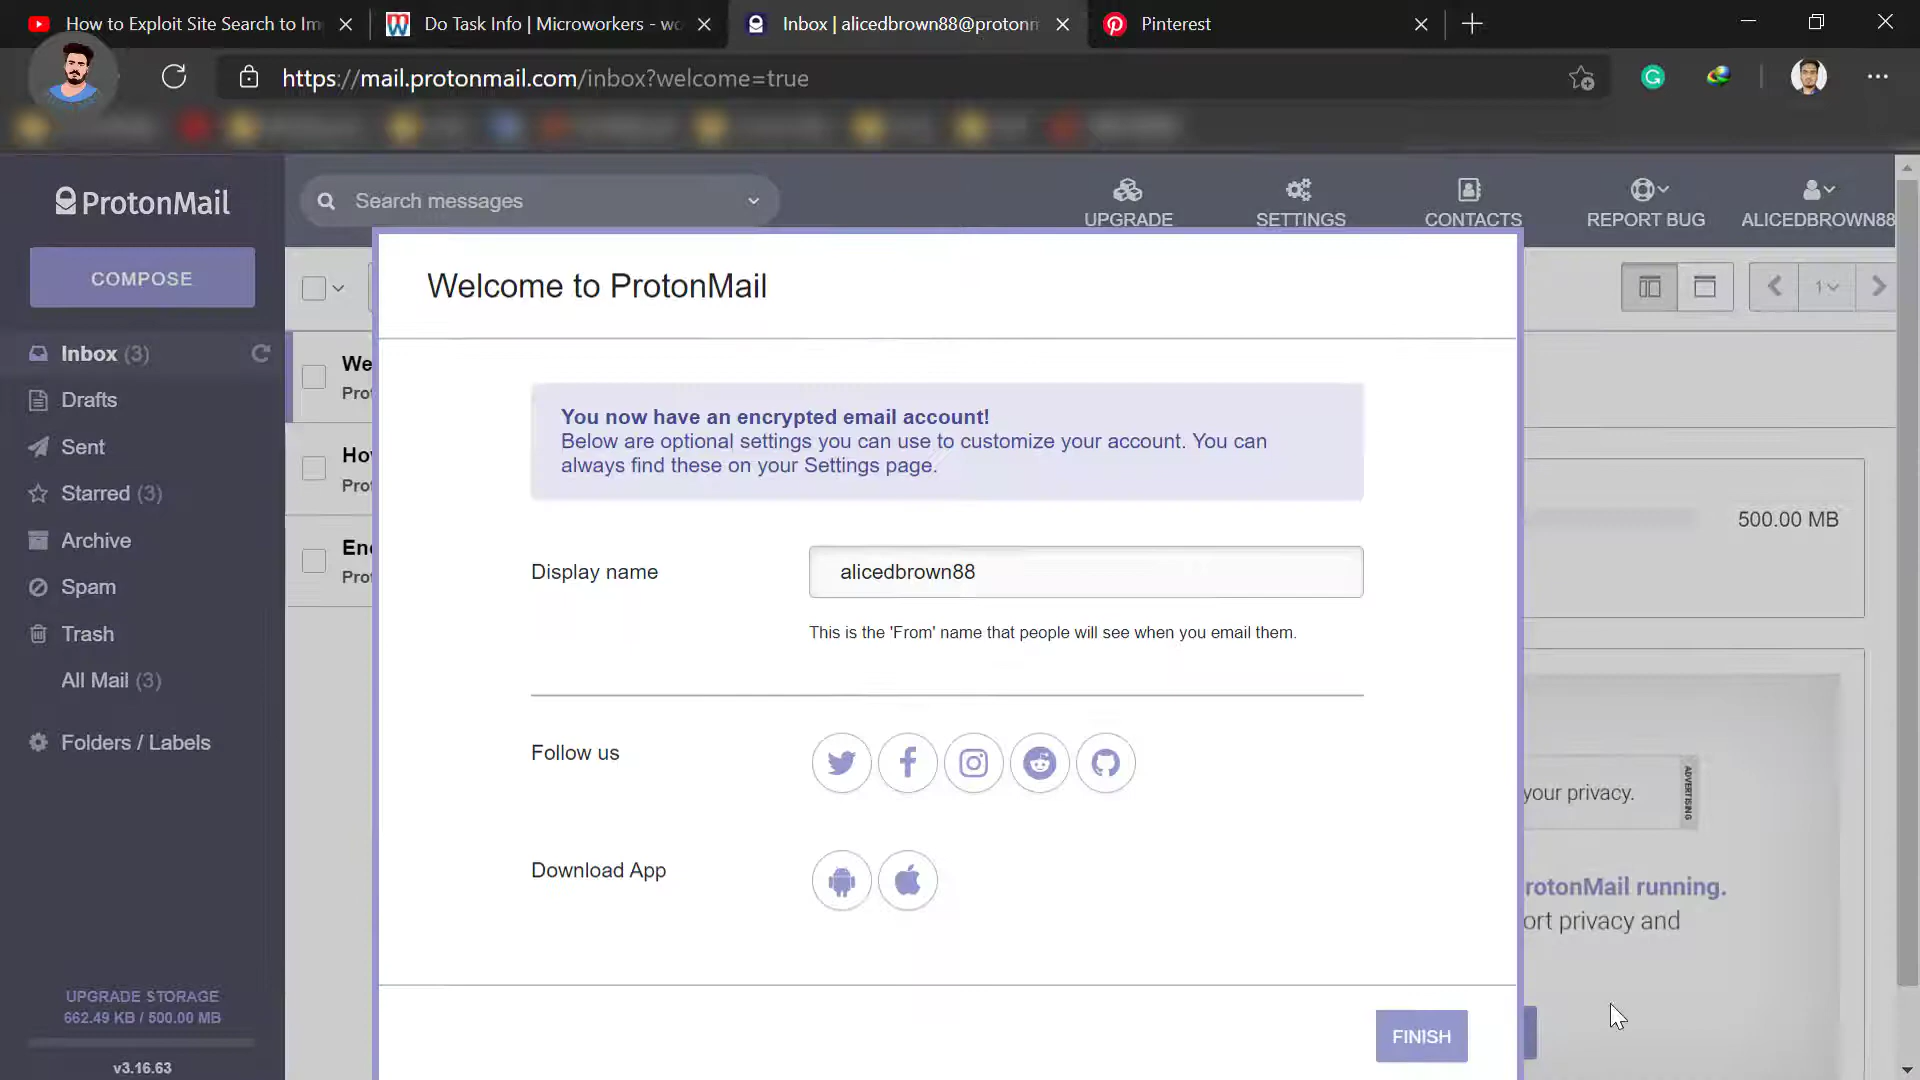 How to Exploit Site Search to Im
Do Task Info | Microworkers - wo
Inbox | alicedbrown88@protonm
Pinterest
https://mail.protonmail.com/inbox?welcome=true
ProtonMail
Search messages
UPGRADE
SETTINGS
CONTACTS
REPORT BUG
ALICEDBROWN88
COMPOSE
1
Inbox (3)
Drafts
Sent
Starred (3)
Archive
Spam
Trash
All Mail (3)
Folders / Labels
UPGRADE STORAGE
662.49 KB / 500.00 MB
v3.16.63
We
Pro
Ho
Pro
En
Pro
Welcome to ProtonMail
You now have an encrypted email account!
Below are optional settings you can use to customize your account. You can
always find these on your Settings page.
Display name
alicedbrown88
This is the 'From' name that people will see when you email them.
Follow us
Download App
FINISH
500.00 MB
your privacy.
ADVERTISING
rotonMail running.
ort privacy and